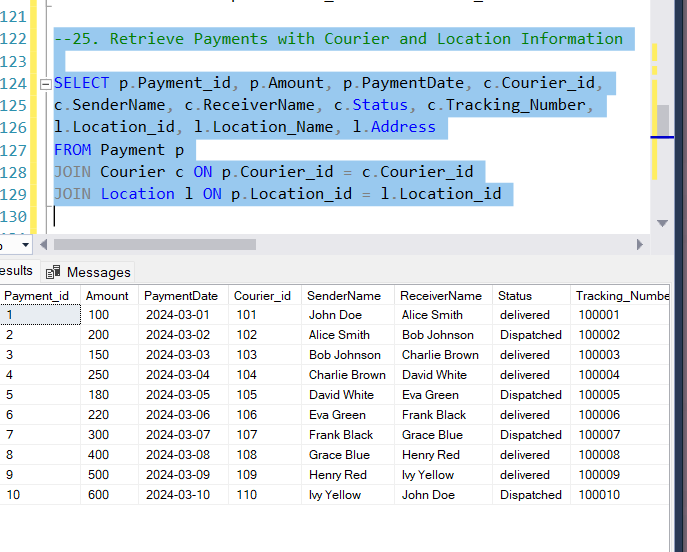 121
122 --25. Retrieve Payments with Courier and Location Information
123
124 SELECT p.Payment_id, p.Amount, p.PaymentDate, c.Courier_id,
125 c.SenderName, c.ReceiverName, c.Status, c.Tracking_Number,
126 l.Location_id, l.Location_Name, l.Address
127 FROM Payment p
128 JOIN Courier c ON p.Courier_id = c.Courier_id
129 JOIN Location l ON p.Location_id = l.Location_id
130
esults Messages
Payment_id Amount PaymentDate Courier_id SenderName ReceiverName Status Tracking_Numbe
1 100 2024-03-01 101 John Doe Alice Smith delivered 100001
2 200 2024-03-02 102 Alice Smith Bob Johnson Dispatched 100002
3 150 2024-03-03 103 Bob Johnson Charlie Brown delivered 100003
4 250 2024-03-04 104 Charlie Brown David White delivered 100004
5 180 2024-03-05 105 David White Eva Green Dispatched 100005
6 220 2024-03-06 106 Eva Green Frank Black delivered 100006
7 300 2024-03-07 107 Frank Black Grace Blue Dispatched 100007
8 400 2024-03-08 108 Grace Blue Henry Red delivered 100008
9 500 2024-03-09 109 Henry Red Ivy Yellow delivered 100009
10 600 2024-03-10 110 Ivy Yellow John Doe Dispatched 100010